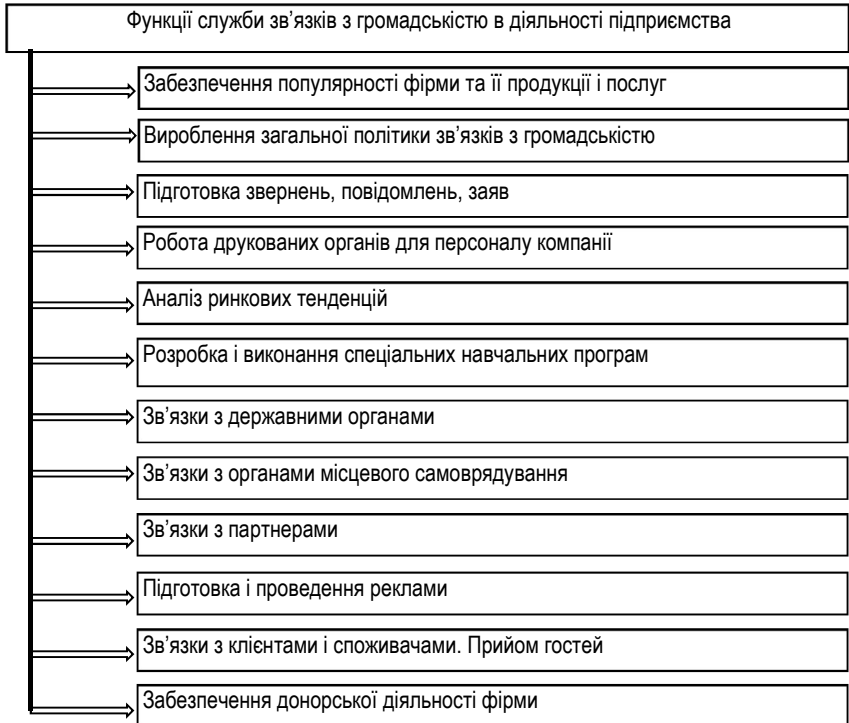 Функції служби зв’язків з громадськістю в діяльності підприємства
Забезпечення популярності фірми та її продукції і послуг
Вироблення загальної політики зв’язків з громадськістю
Підготовка звернень, повідомлень, заяв
Робота друкованих органів для персоналу компанії
Аналіз ринкових тенденцій
Розробка і виконання спеціальних навчальних програм
Зв’язки з державними органами
Зв’язки з органами місцевого самоврядування
Зв’язки з партнерами
Підготовка і проведення реклами
Зв’язки з клієнтами і споживачами. Прийом гостей
Забезпечення донорської діяльності фірми